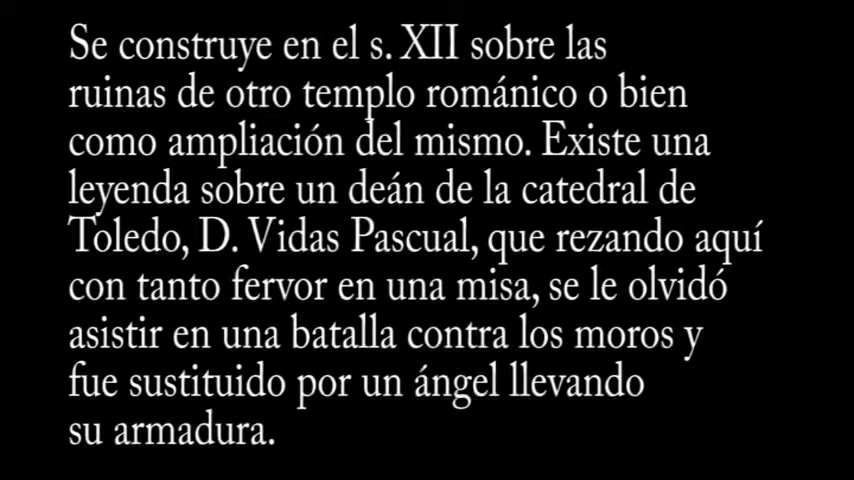 Se construye en el s. XII sobre las
ruinas de otro templo románico o bien
como ampliación del mismo. Existe una
leyenda sobre un deán de la catedral de
Toledo, D. Vidas Pascual, que rezando aquí
con tanto fervor en una misa, se le olvidó
asistir en una batalla contra los moros y
fue sustituido por un ángel llevando
su armadura.